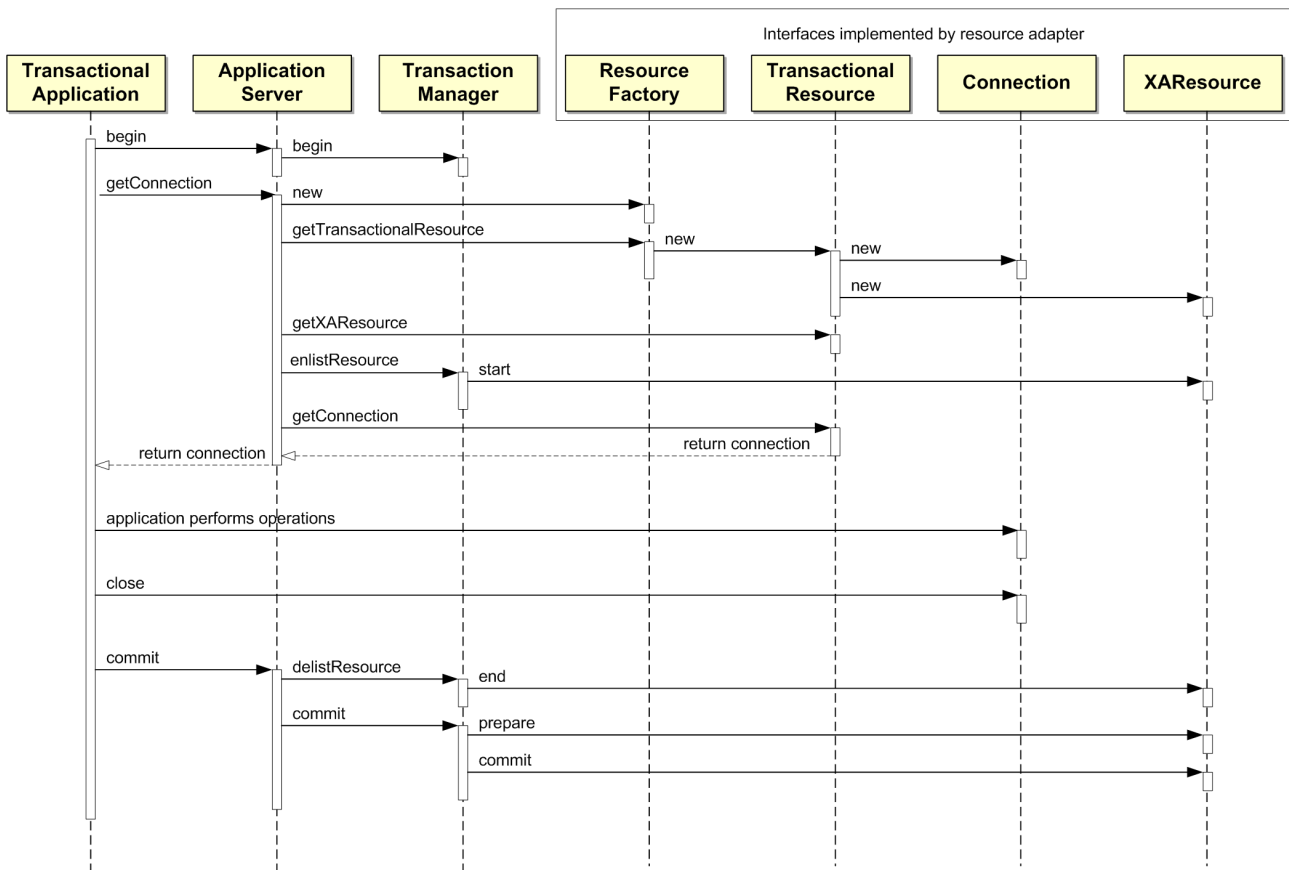 Interfaces implemented by resource adapter
Transactional
Application
Application
Server
Transaction
Manager
Resource
Factory
Transactional
Resource
Connection
XAResource
begin
begin
getConnection
new
getTransactionalResource
new
new
new
getXAResource
enlistResource
start
getConnection
return connection
return connection
application performs operations
close
commit
delistResource
end
commit
prepare
commit